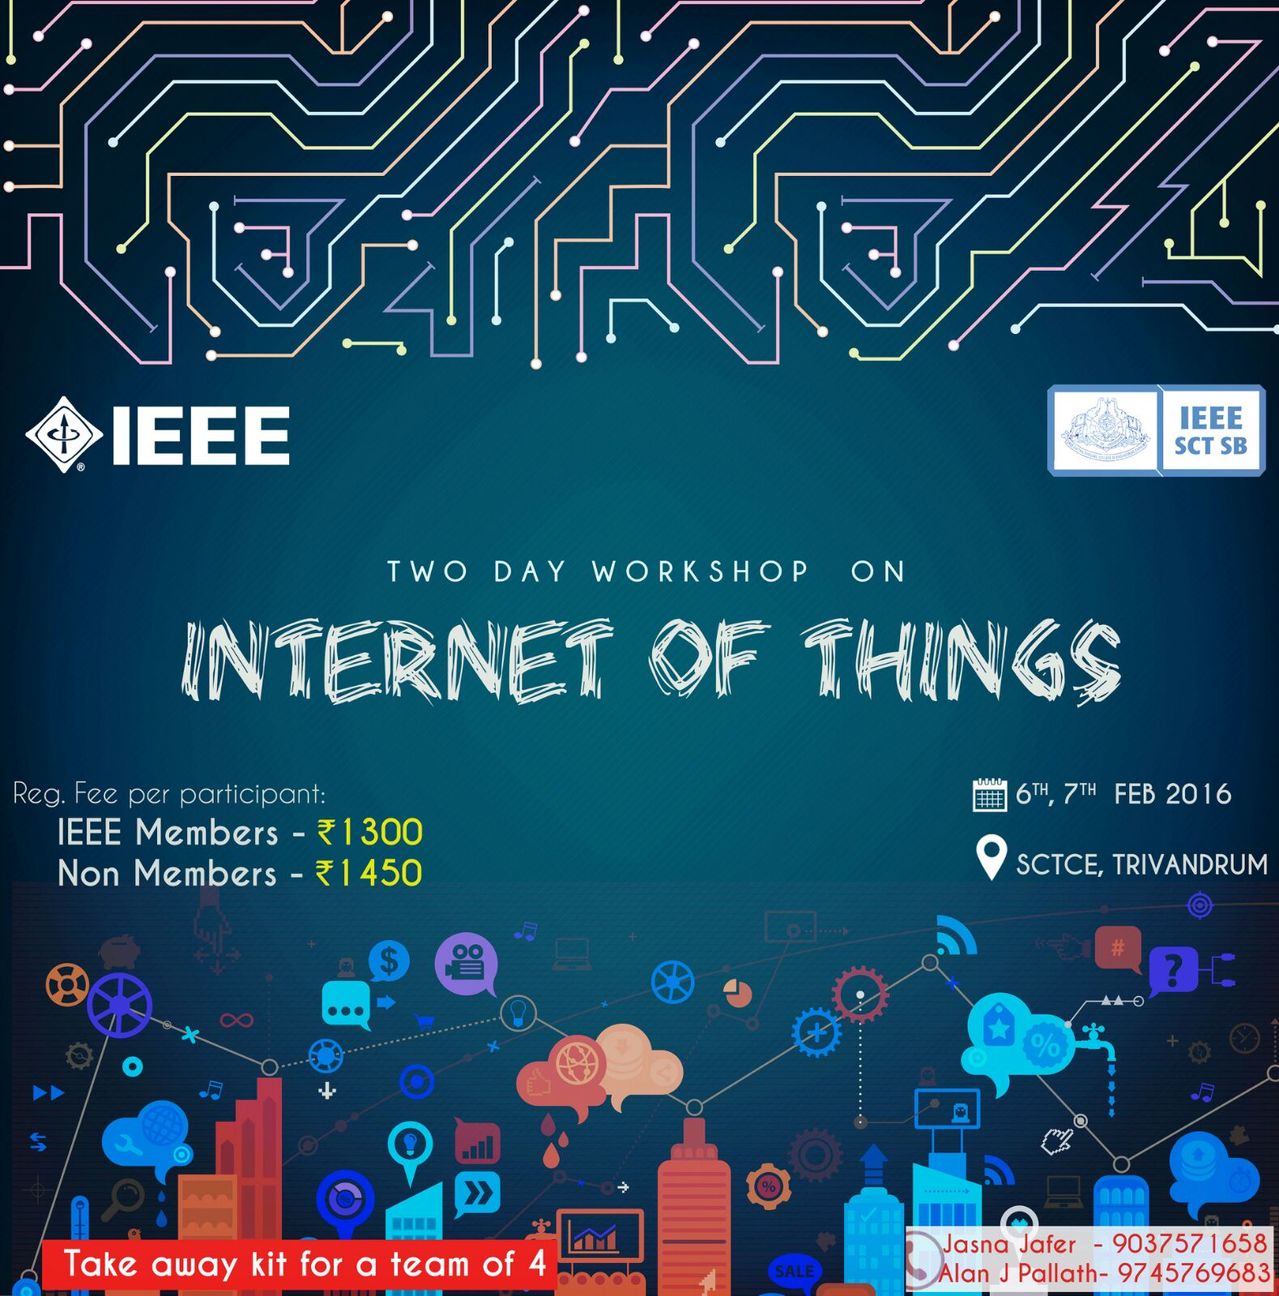 IEEE
®
IEEE
SCT SB
TWO DAY WORKSHOP ON
INTERNET OF THINGS
Reg. Fee per participant:
IEEE Members - ₹1300
Non Members - ₹1450
6TH, 7TH FEB 2016
SCTCE, TRIVANDRUM
$
#
?
%
%
SALE
Take away kit for a team of 4
Jasna Jafer - 9037571658
Alan J Pallath- 9745769683